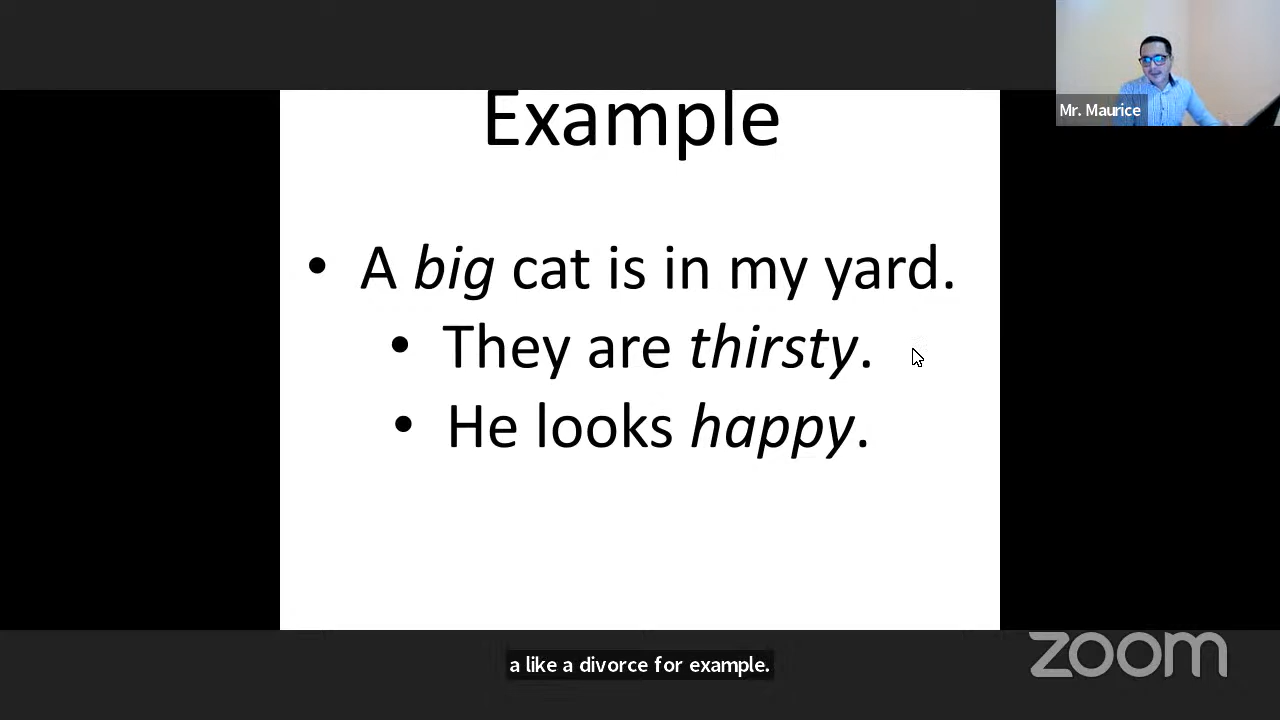 Mr. Maurice
Example
• A big cat is in my yard.
• They are thirsty.
• He looks happy.
a like a divorce for example.
zoom